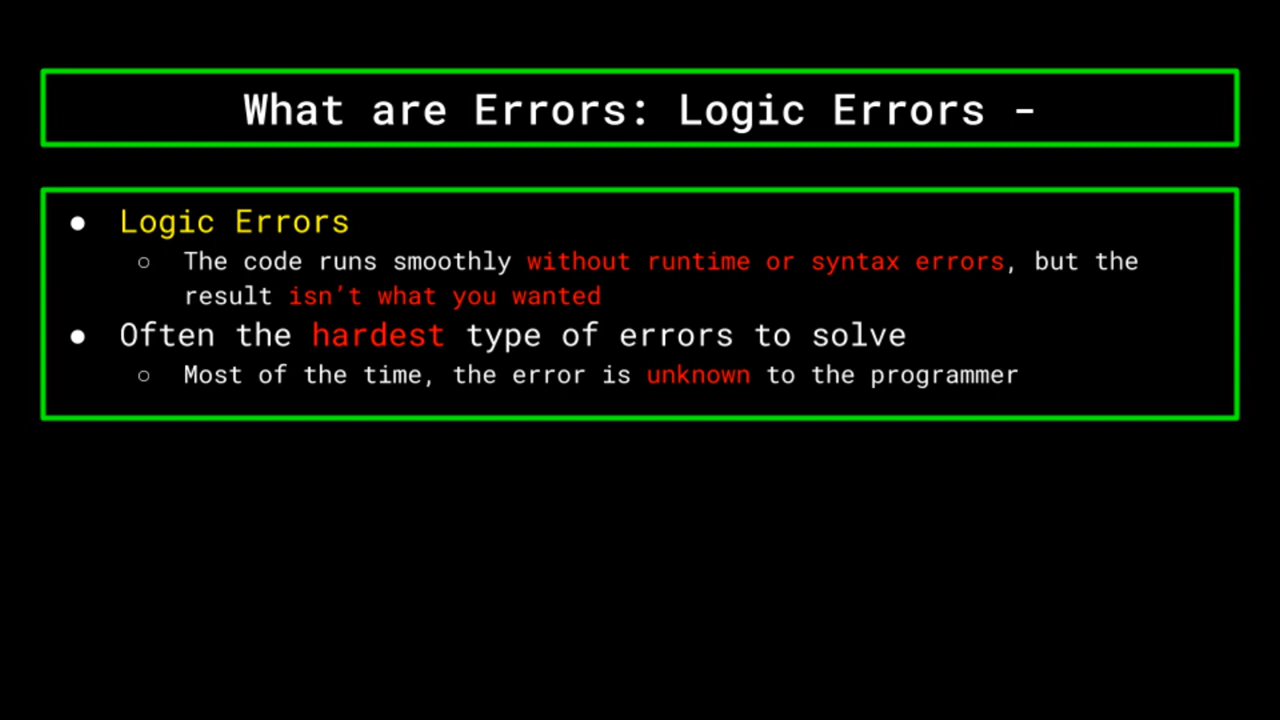 What are Errors: Logic Errors -
● Logic Errors
○ The code runs smoothly without runtime or syntax errors, but the
result isn’t what you wanted
● Often the hardest type of errors to solve
○ Most of the time, the error is unknown to the programmer